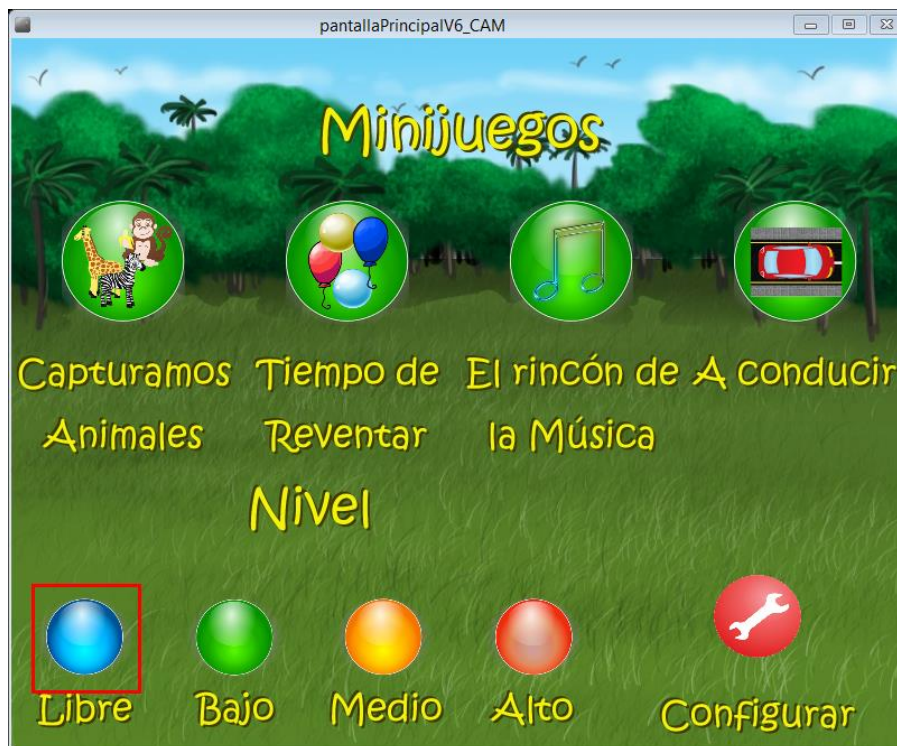 pantallaPrincipalV6_CAM
Minijuegos
Capturamos Animales
Tiempo de Reventar
El rincón de la Música
A conducir
Nivel
Libre
Bajo
Medio
Alto
Configurar